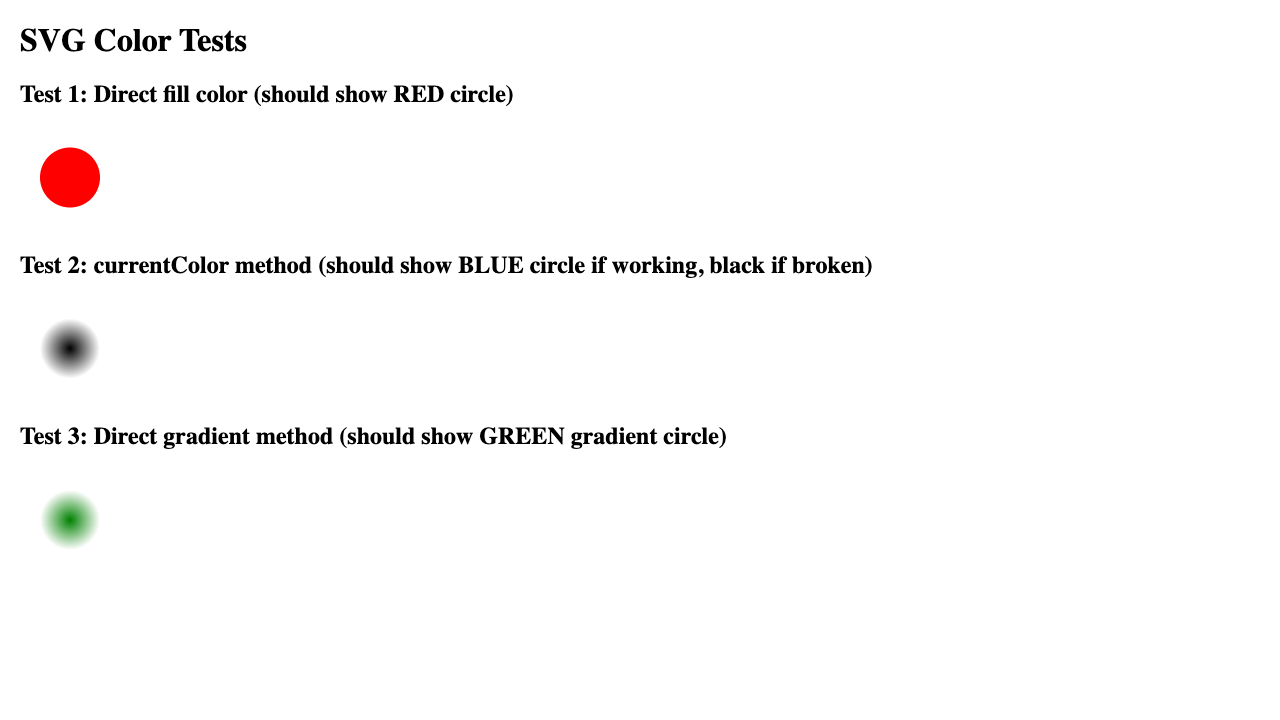 SVG Color Tests
Test 1: Direct fill color (should show RED circle)
Test 2: currentColor method (should show BLUE circle if working, black if broken)
Test 3: Direct gradient method (should show GREEN gradient circle)